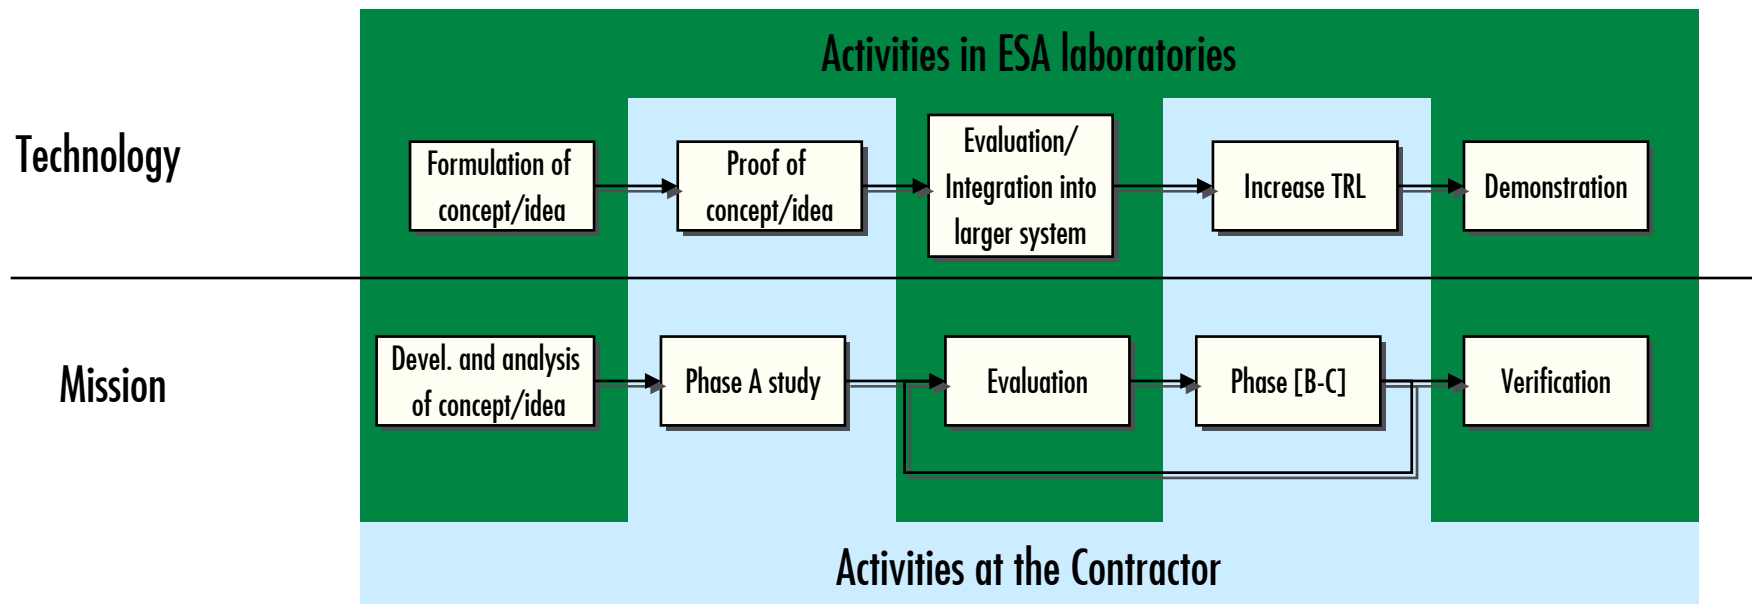 Activities in ESA laboratories
Technology
Formulation of
concept/idea
Proof of
concept/idea
Evaluation/
Integration into
larger system
Increase TRL
Demonstration
Mission
Devel. and analysis
of concept/idea
Phase A study
Evaluation
Phase [B-C]
Verification
Activities at the Contractor